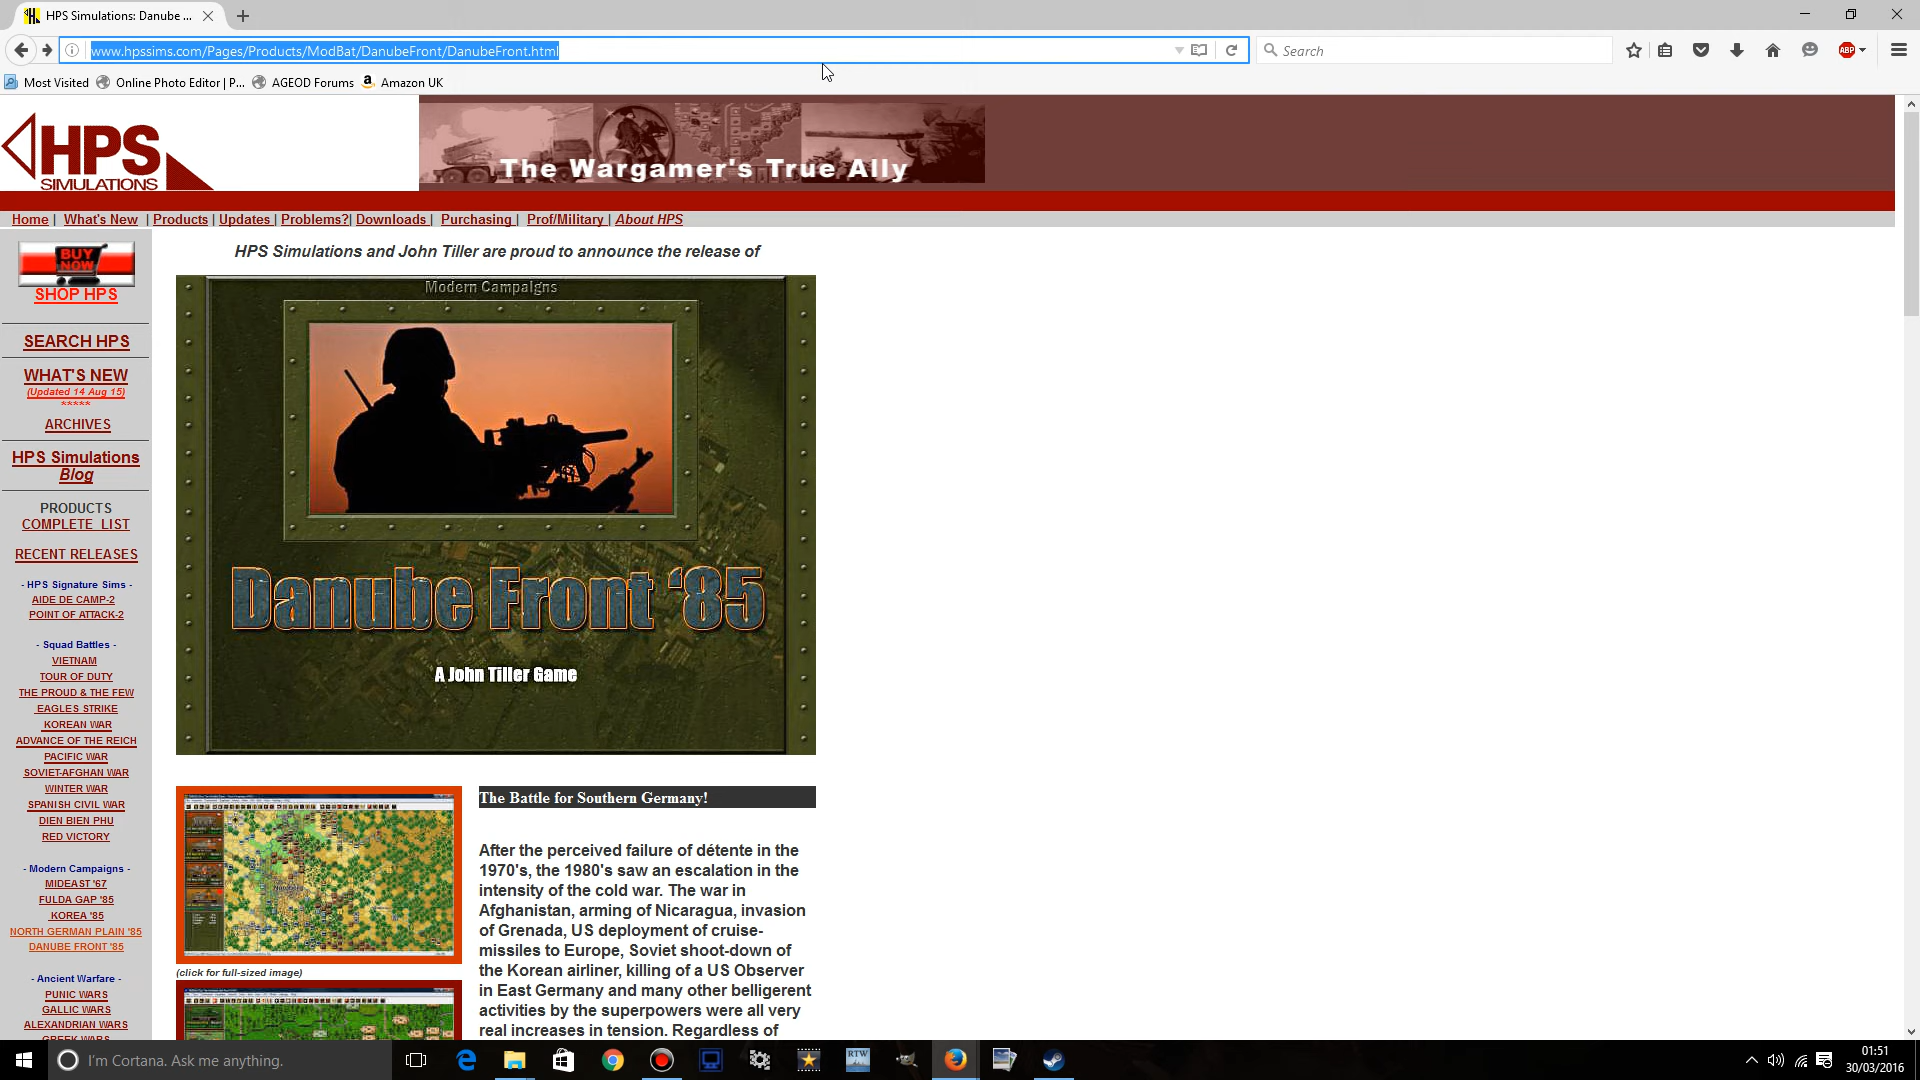 HPS Simulations: Danube ...
www.hpssims.com/Pages/Products/ModBat/DanubeFront/DanubeFront.html
Search
ABP
Most Visited
Online Photo Editor | P...
AGEOD Forums
Amazon UK
HPS
SIMULATIONS
The Wargamer's True Ally
Home | What's New | Products | Updates | Problems?| Downloads | Purchasing | Prof/Military | About HPS
BUY
NOW
SHOP HPS
SEARCH HPS
WHAT'S NEW
(Updated 14 Aug 15)
*****
ARCHIVES
HPS Simulations
Blog
PRODUCTS
COMPLETE LIST
RECENT RELEASES
- HPS Signature Sims -
AIDE DE CAMP-2
POINT OF ATTACK-2
- Squad Battles -
VIETNAM
TOUR OF DUTY
THE PROUD & THE FEW
EAGLES STRIKE
KOREAN WAR
ADVANCE OF THE REICH
PACIFIC WAR
SOVIET-AFGHAN WAR
WINTER WAR
SPANISH CIVIL WAR
DIEN BIEN PHU
RED VICTORY
- Modern Campaigns -
MIDEAST '67
FULDA GAP '85
KOREA '85
NORTH GERMAN PLAIN '85
DANUBE FRONT '85
- Ancient Warfare -
PUNIC WARS
GALLIC WARS
ALEXANDRIAN WARS
GREEK WARS
HPS Simulations and John Tiller are proud to announce the release of
Modern Campaigns
Danube Front '85
A John Tiller Game
(click for full-sized image)
The Battle for Southern Germany!
After the perceived failure of détente in the
1970's, the 1980's saw an escalation in the
intensity of the cold war. The war in
Afghanistan, arming of Nicaragua, invasion
of Grenada, US deployment of cruise-
missiles to Europe, Soviet shoot-down of
the Korean airliner, killing of a US Observer
in East Germany and many other belligerent
activities by the superpowers were all very
real increases in tension. Regardless of
I'm Cortana. Ask me anything.
RTW
01:51
30/03/2016